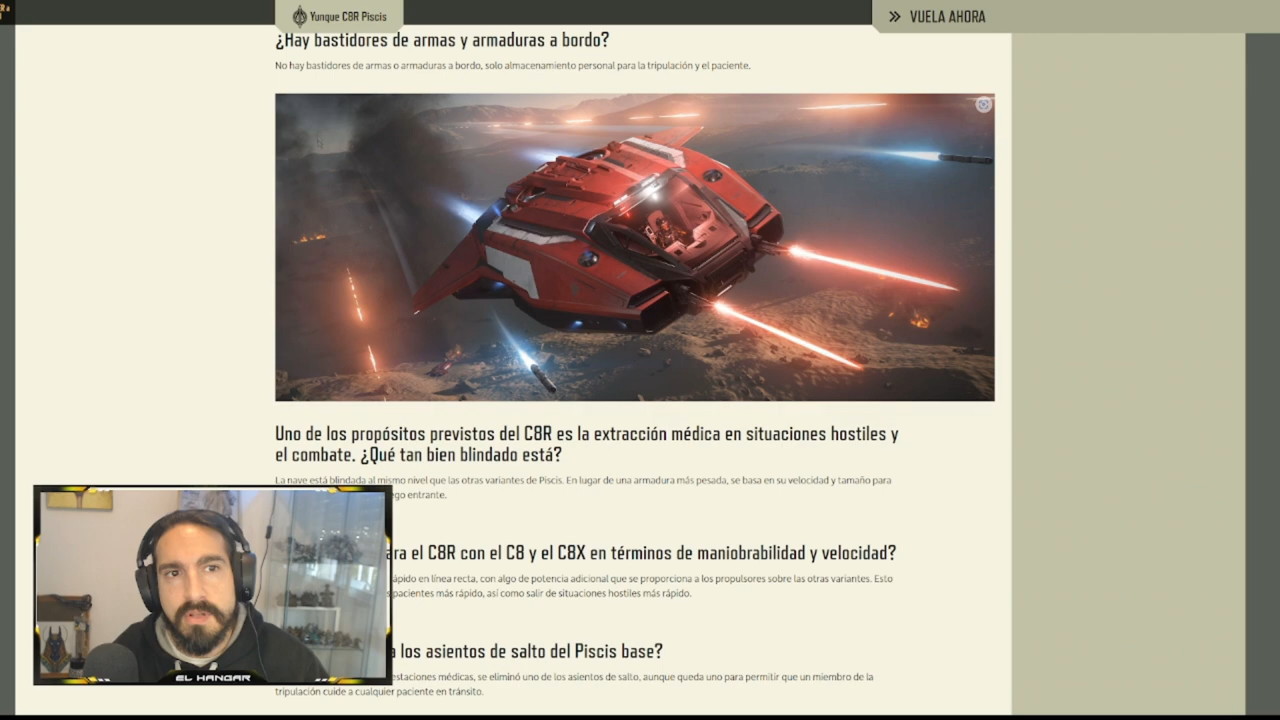 Yunque C8R Piscis
VUELA AHORA
¿Hay bastidores de armas y armaduras a bordo?
No hay bastidores de armas o armaduras a bordo, solo almacenamiento personal para la tripulación y el paciente.
Uno de los propósitos previstos del C8R es la extracción médica en situaciones hostiles y
el combate. ¿Qué tan bien blindado está?
La nave está blindada al mismo nivel que las otras variantes de Piscis. En lugar de una armadura más pesada, se basa en su velocidad y tamaño para
entrante.
el C8R con el C8 y el C8X en términos de maniobrabilidad y velocidad?
en línea recta, con algo de potencia adicional que se proporciona a los propulsores sobre las otras variantes. Esto
pacientes más rápido, así como salir de situaciones hostiles más rápido.
los asientos de salto del Piscis base?
estaciones médicas, se eliminó uno de los asientos de salto, aunque queda uno para permitir que un miembro de la
tripulación cuide a cualquier paciente en tránsito.
EL HANGAR